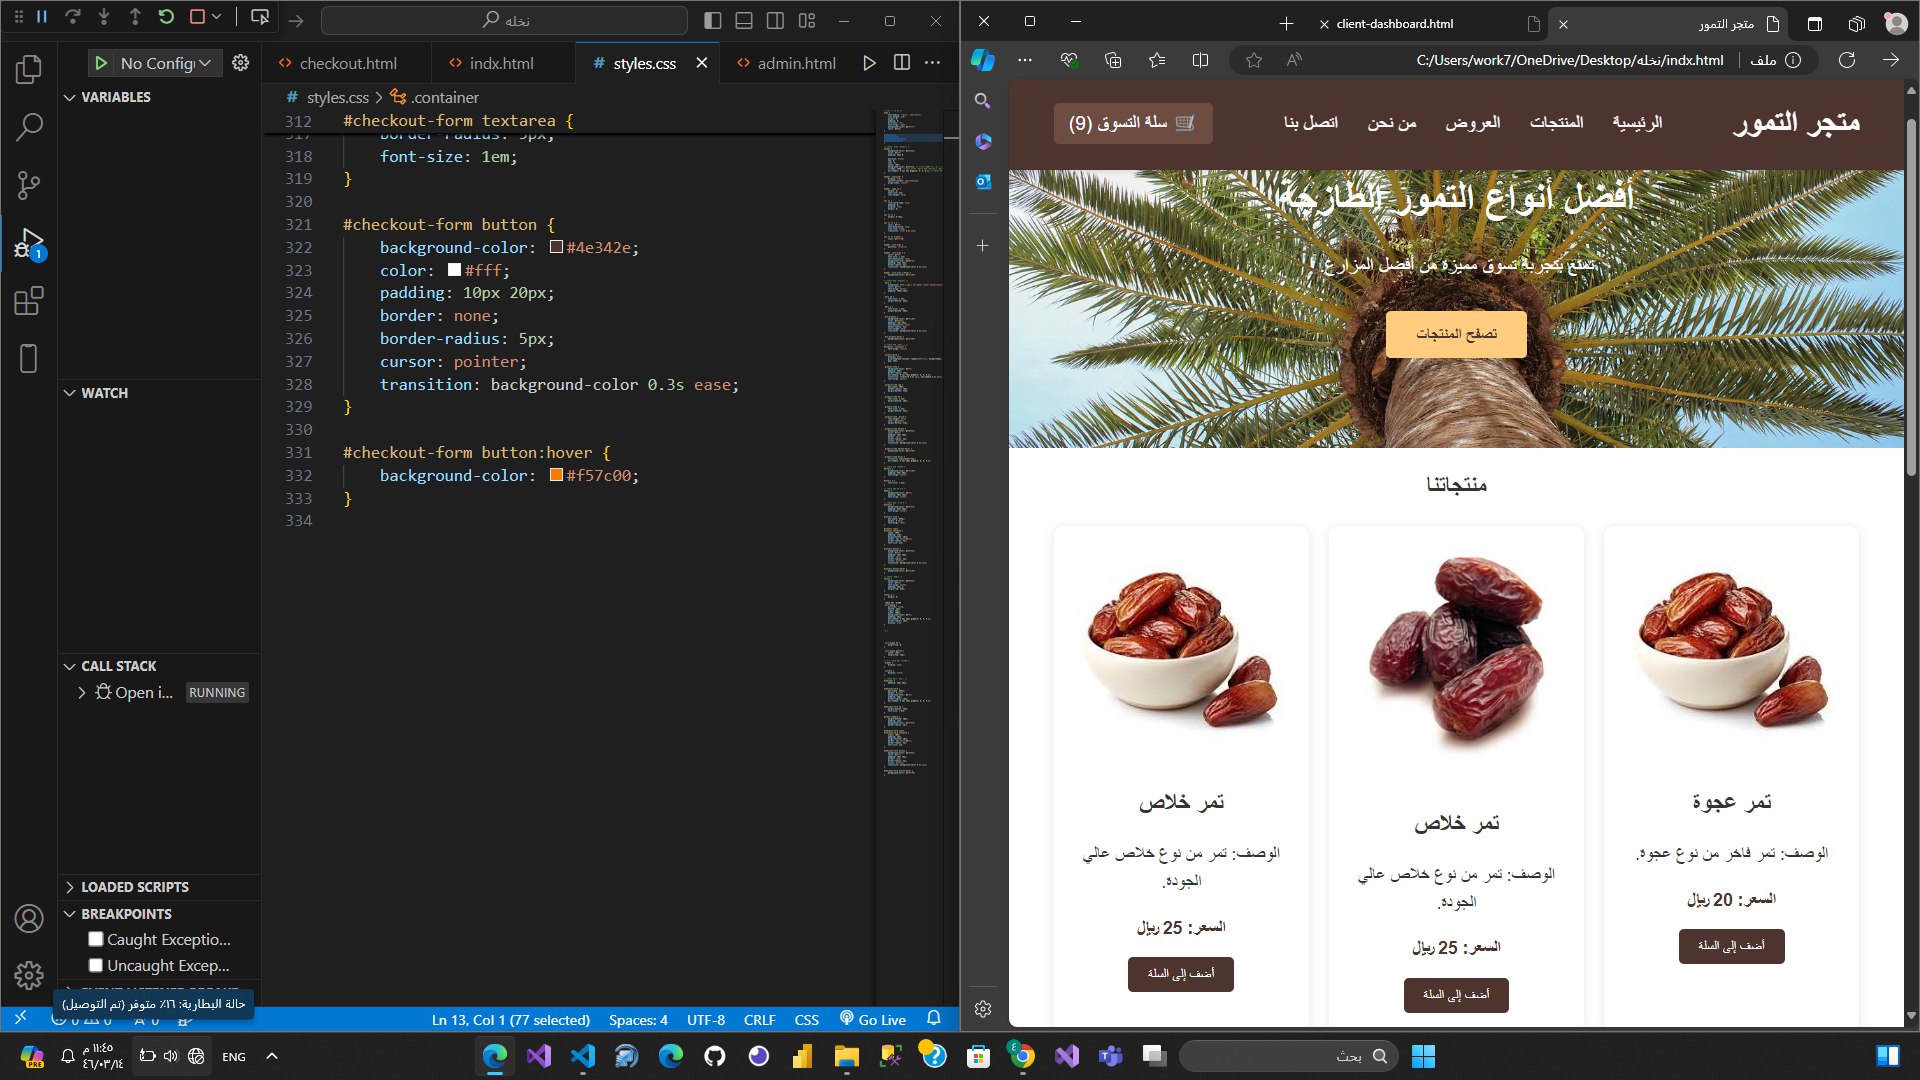 No Config
نخله
VARIABLES
WATCH
CALL STACK
Open i...
RUNNING
LOADED SCRIPTS
BREAKPOINTS
Caught Exceptio...
Uncaught Excep...
حالة البطارية: ١٦٪ متوفر (تم التوصيل)
checkout.html
indx.html
# styles.css
admin.html
# styles.css > .container
312 #checkout-form textarea {
317 border-radius: 5px;
318 font-size: 1em;
319 }
320
321 #checkout-form button {
322 background-color: #4e342e;
323 color: #fff;
324 padding: 10px 20px;
325 border: none;
326 border-radius: 5px;
327 cursor: pointer;
328 transition: background-color 0.3s ease;
329 }
330
331 #checkout-form button:hover {
332 background-color: #f57c00;
333 }
334
Ln 13, Col 1 (77 selected)
Spaces: 4
UTF-8
CRLF
CSS
Go Live
متجر التمور
client-dashboard.html
ملف
C:/Users/work7/OneDrive/Desktop/نخله/indx.html
متجر التمور
الرئيسية
المنتجات
العروض
من نحن
اتصل بنا
سلة التسوق (9)
أفضل أنواع التمور الطازجة
تمتع بتجربة تسوق مميزة من أفضل المزارع
تصفح المنتجات
منتجاتنا
تمر عجوة
الوصف: تمر فاخر من نوع عجوة.
السعر: 20 ريال
أضف إلى السلة
تمر خلاص
الوصف: تمر من نوع خلاص عالي
الجودة.
السعر: 25 ريال
أضف إلى السلة
تمر خلاص
الوصف: تمر من نوع خلاص عالي
الجودة.
السعر: 25 ريال
أضف إلى السلة
١١:٤٥ م
٤٦/٠٣/١٤
ENG
بحث
PRE